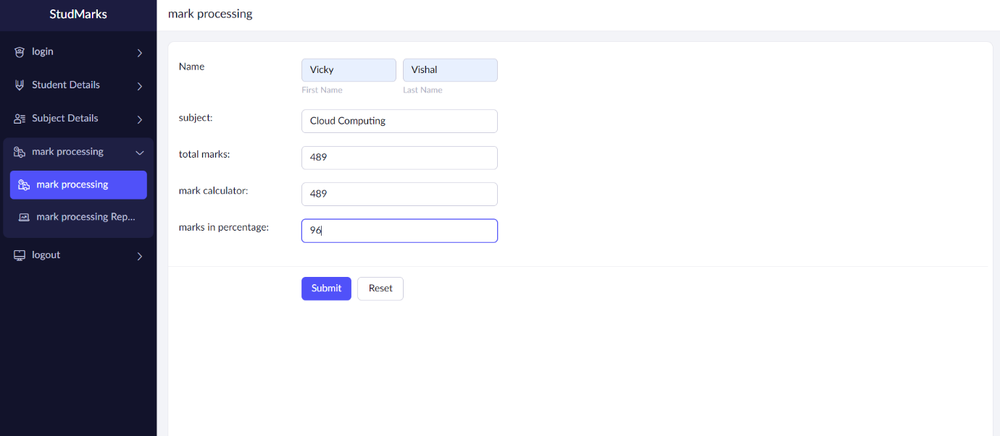 StudMarks
mark processing
login
Student Details
Subject Details
mark processing
mark processing
mark processing Rep...
logout
Name
Vicky
Vishal
First Name
Last Name
subject:
Cloud Computing
total marks:
489
mark calculator:
489
marks in percentage:
96
Submit
Reset